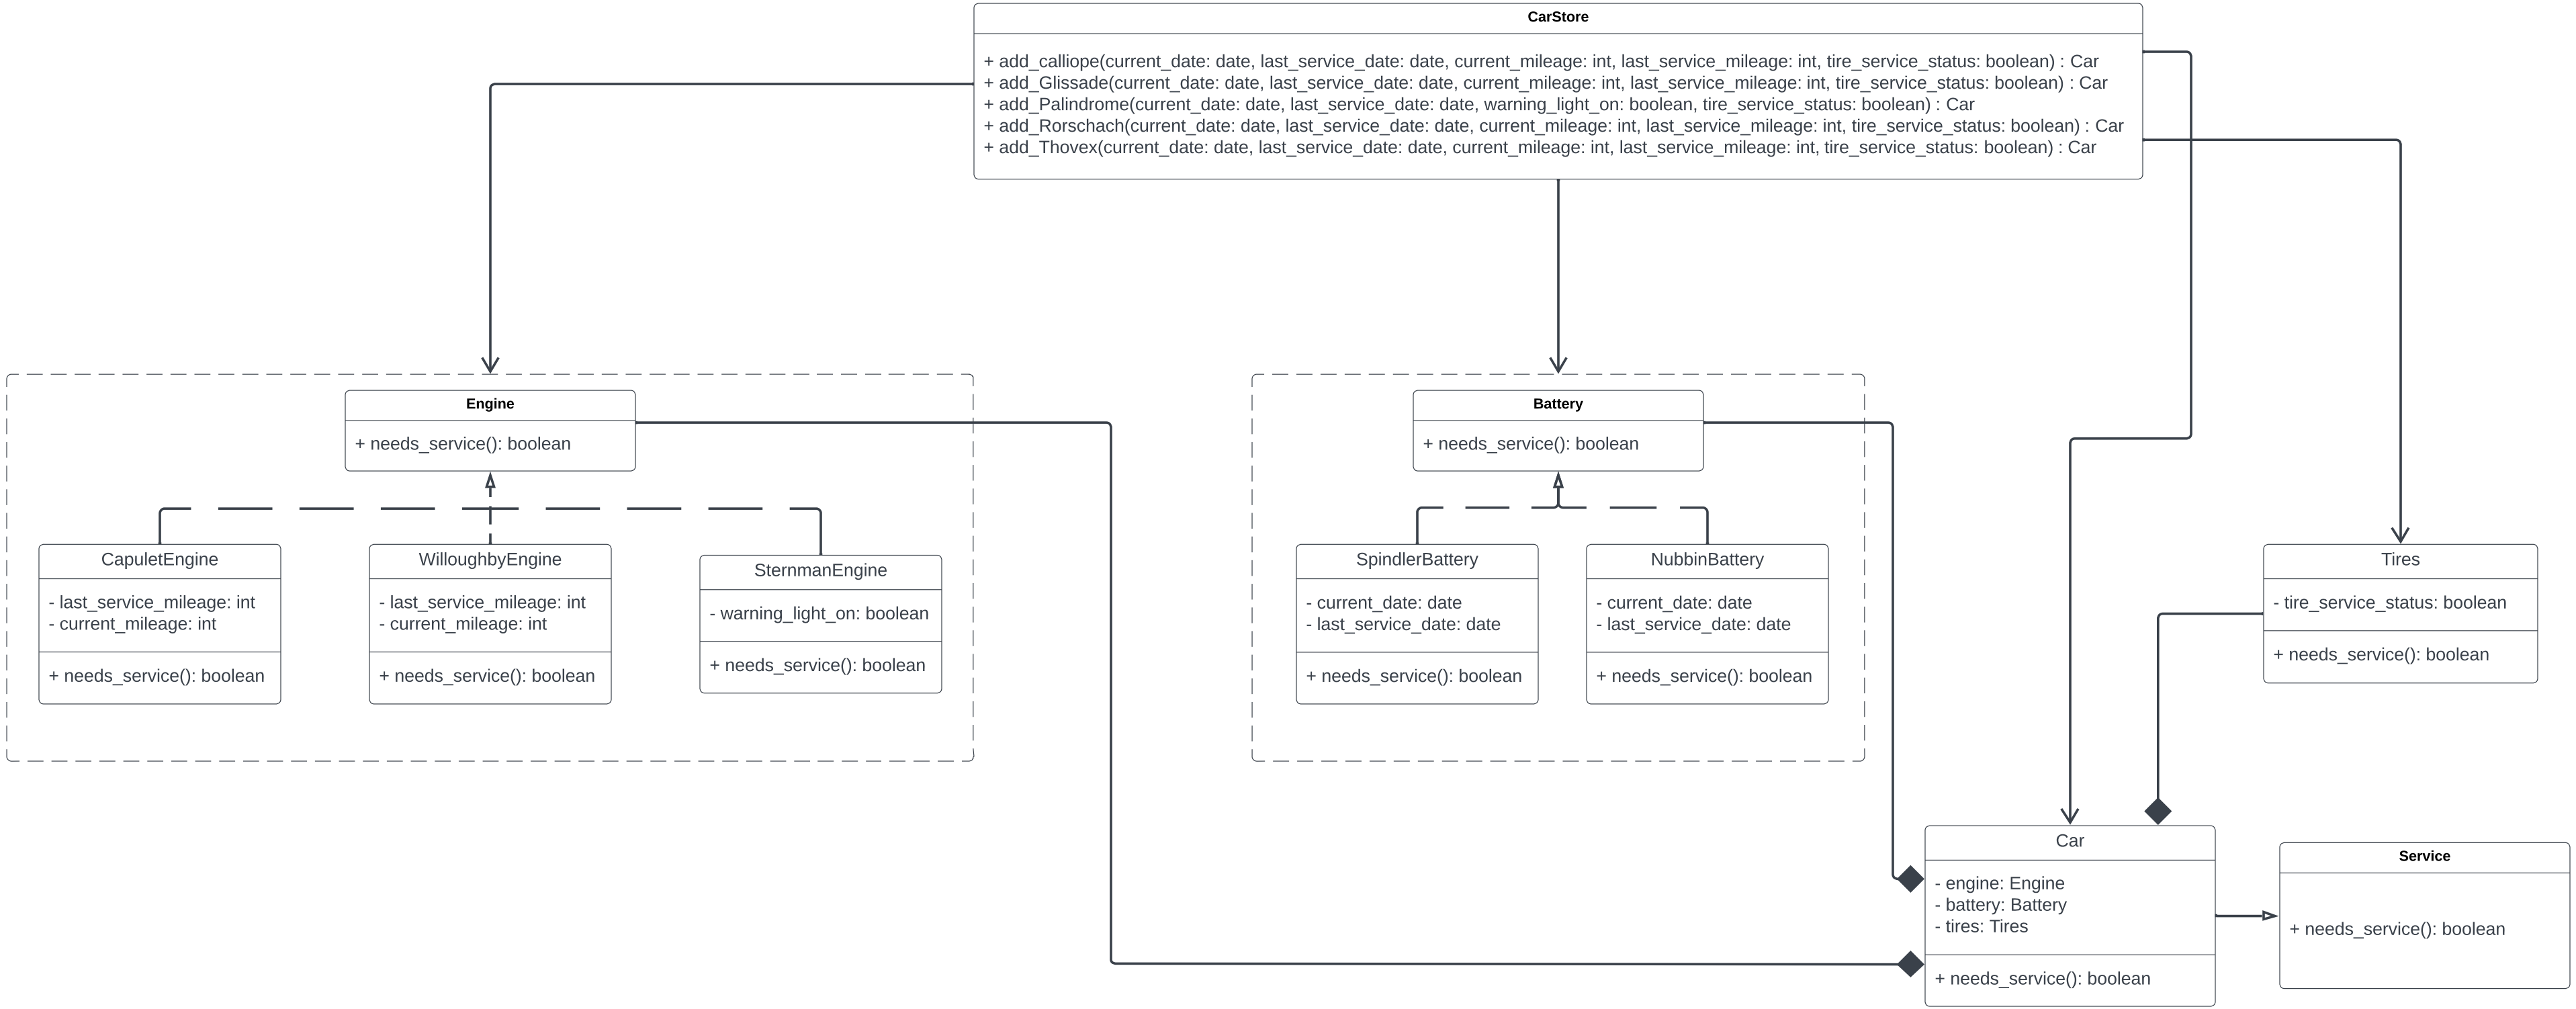 CarStore
+ add_calliope(current_date: date, last_service_date: date, current_mileage: int, last_service_mileage: int, tire_service_status: boolean) : Car
+ add_Glissade(current_date: date, last_service_date: date, current_mileage: int, last_service_mileage: int, tire_service_status: boolean) : Car
+ add_Palindrome(current_date: date, last_service_date: date, warning_light_on: boolean, tire_service_status: boolean) : Car
+ add_Rorschach(current_date: date, last_service_date: date, current_mileage: int, last_service_mileage: int, tire_service_status: boolean) : Car
+ add_Thovex(current_date: date, last_service_date: date, current_mileage: int, last_service_mileage: int, tire_service_status: boolean) : Car
Engine
+ needs_service(): boolean
CapuletEngine
- last_service_mileage: int
- current_mileage: int
+ needs_service(): boolean
WilloughbyEngine
- last_service_mileage: int
- current_mileage: int
+ needs_service(): boolean
SternmanEngine
- warning_light_on: boolean
+ needs_service(): boolean
Battery
+ needs_service(): boolean
SpindlerBattery
- current_date: date
- last_service_date: date
+ needs_service(): boolean
NubbinBattery
- current_date: date
- last_service_date: date
+ needs_service(): boolean
Tires
- tire_service_status: boolean
+ needs_service(): boolean
Car
- engine: Engine
- battery: Battery
- tires: Tires
+ needs_service(): boolean
Service
+ needs_service(): boolean